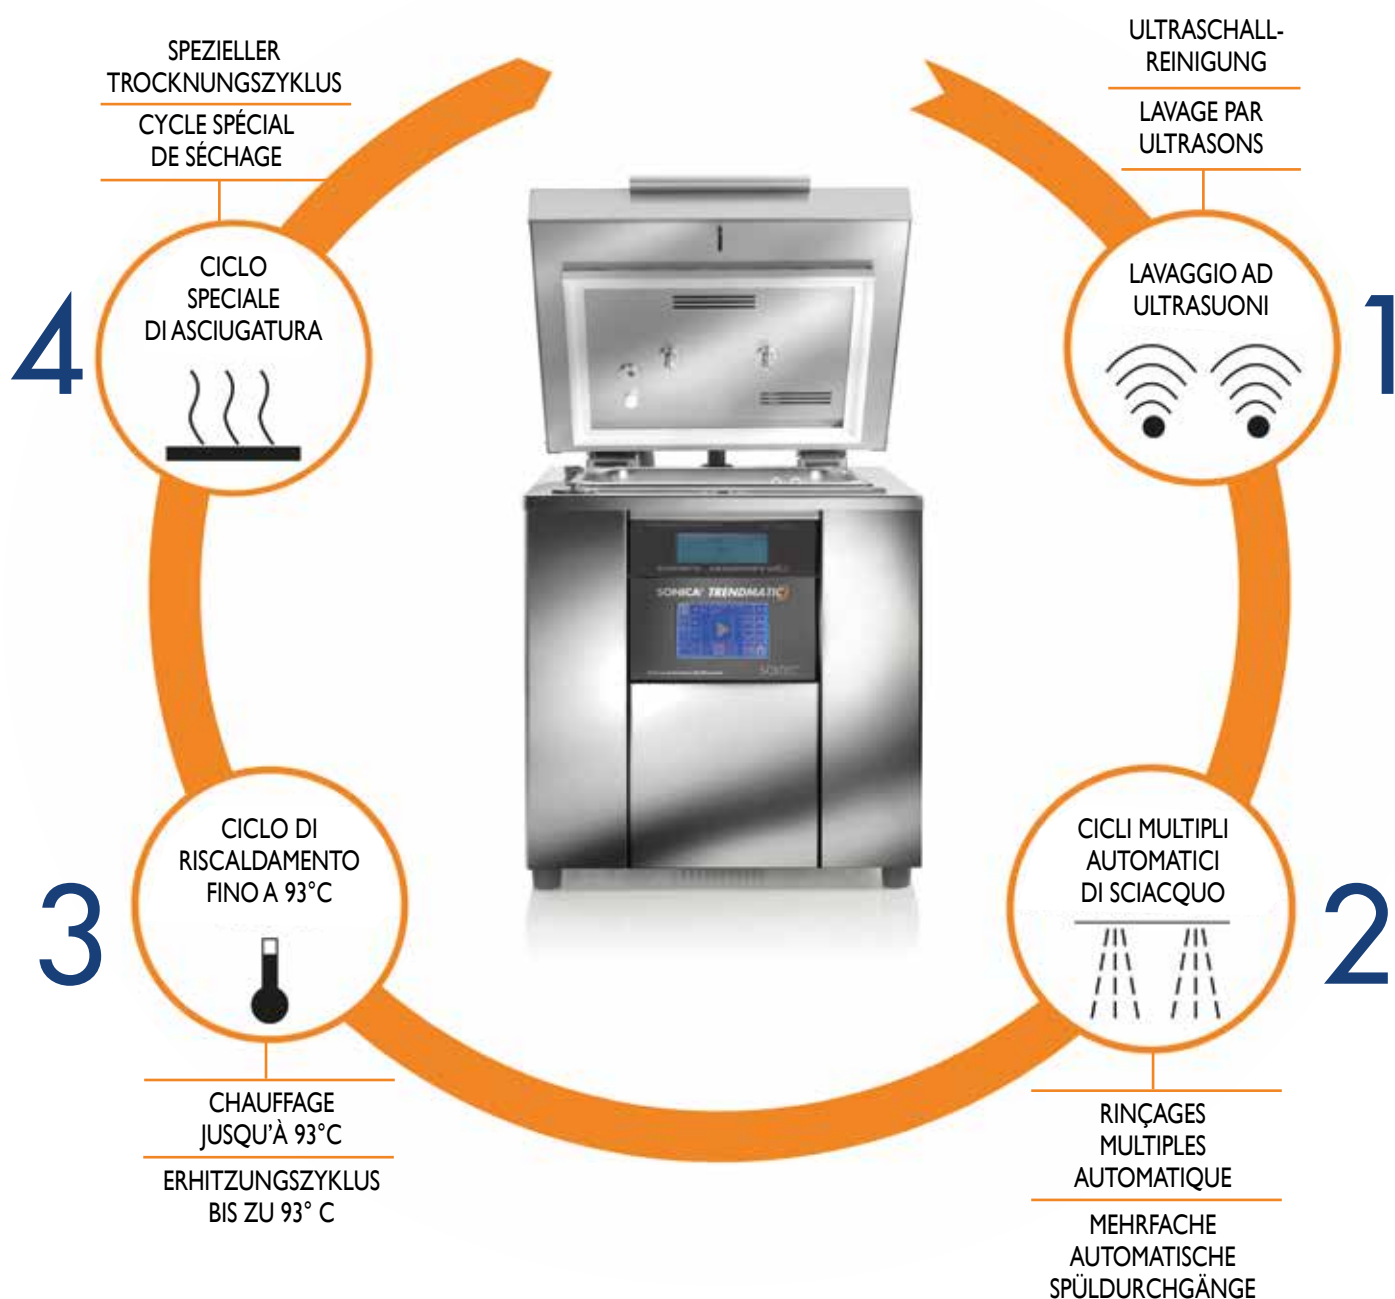 SPEZIELLER
TROCKNUNGSZYKLUS
CYCLE SPÉCIAL
DE SÉCHAGE
CICLO
SPECIALE
DI ASCIUGATURA
4
ULTRASCHALL-
REINIGUNG
LAVAGE PAR
ULTRASONS
LAVAGGIO AD
ULTRASUONI
1
SONICA® TRENDMATIC
CICLO DI
RISCALDAMENTO
FINO A 93°C
3
CHAUFFAGE
JUSQU'À 93°C
ERHITZUNGSZYKLUS
BIS ZU 93° C
CICLI MULTIPLI
AUTOMATICI
DI SCIACQUO
2
RINÇAGES
MULTIPLES
AUTOMATIQUE
MEHRFACHE
AUTOMATISCHE
SPÜLDURCHGÄNGE